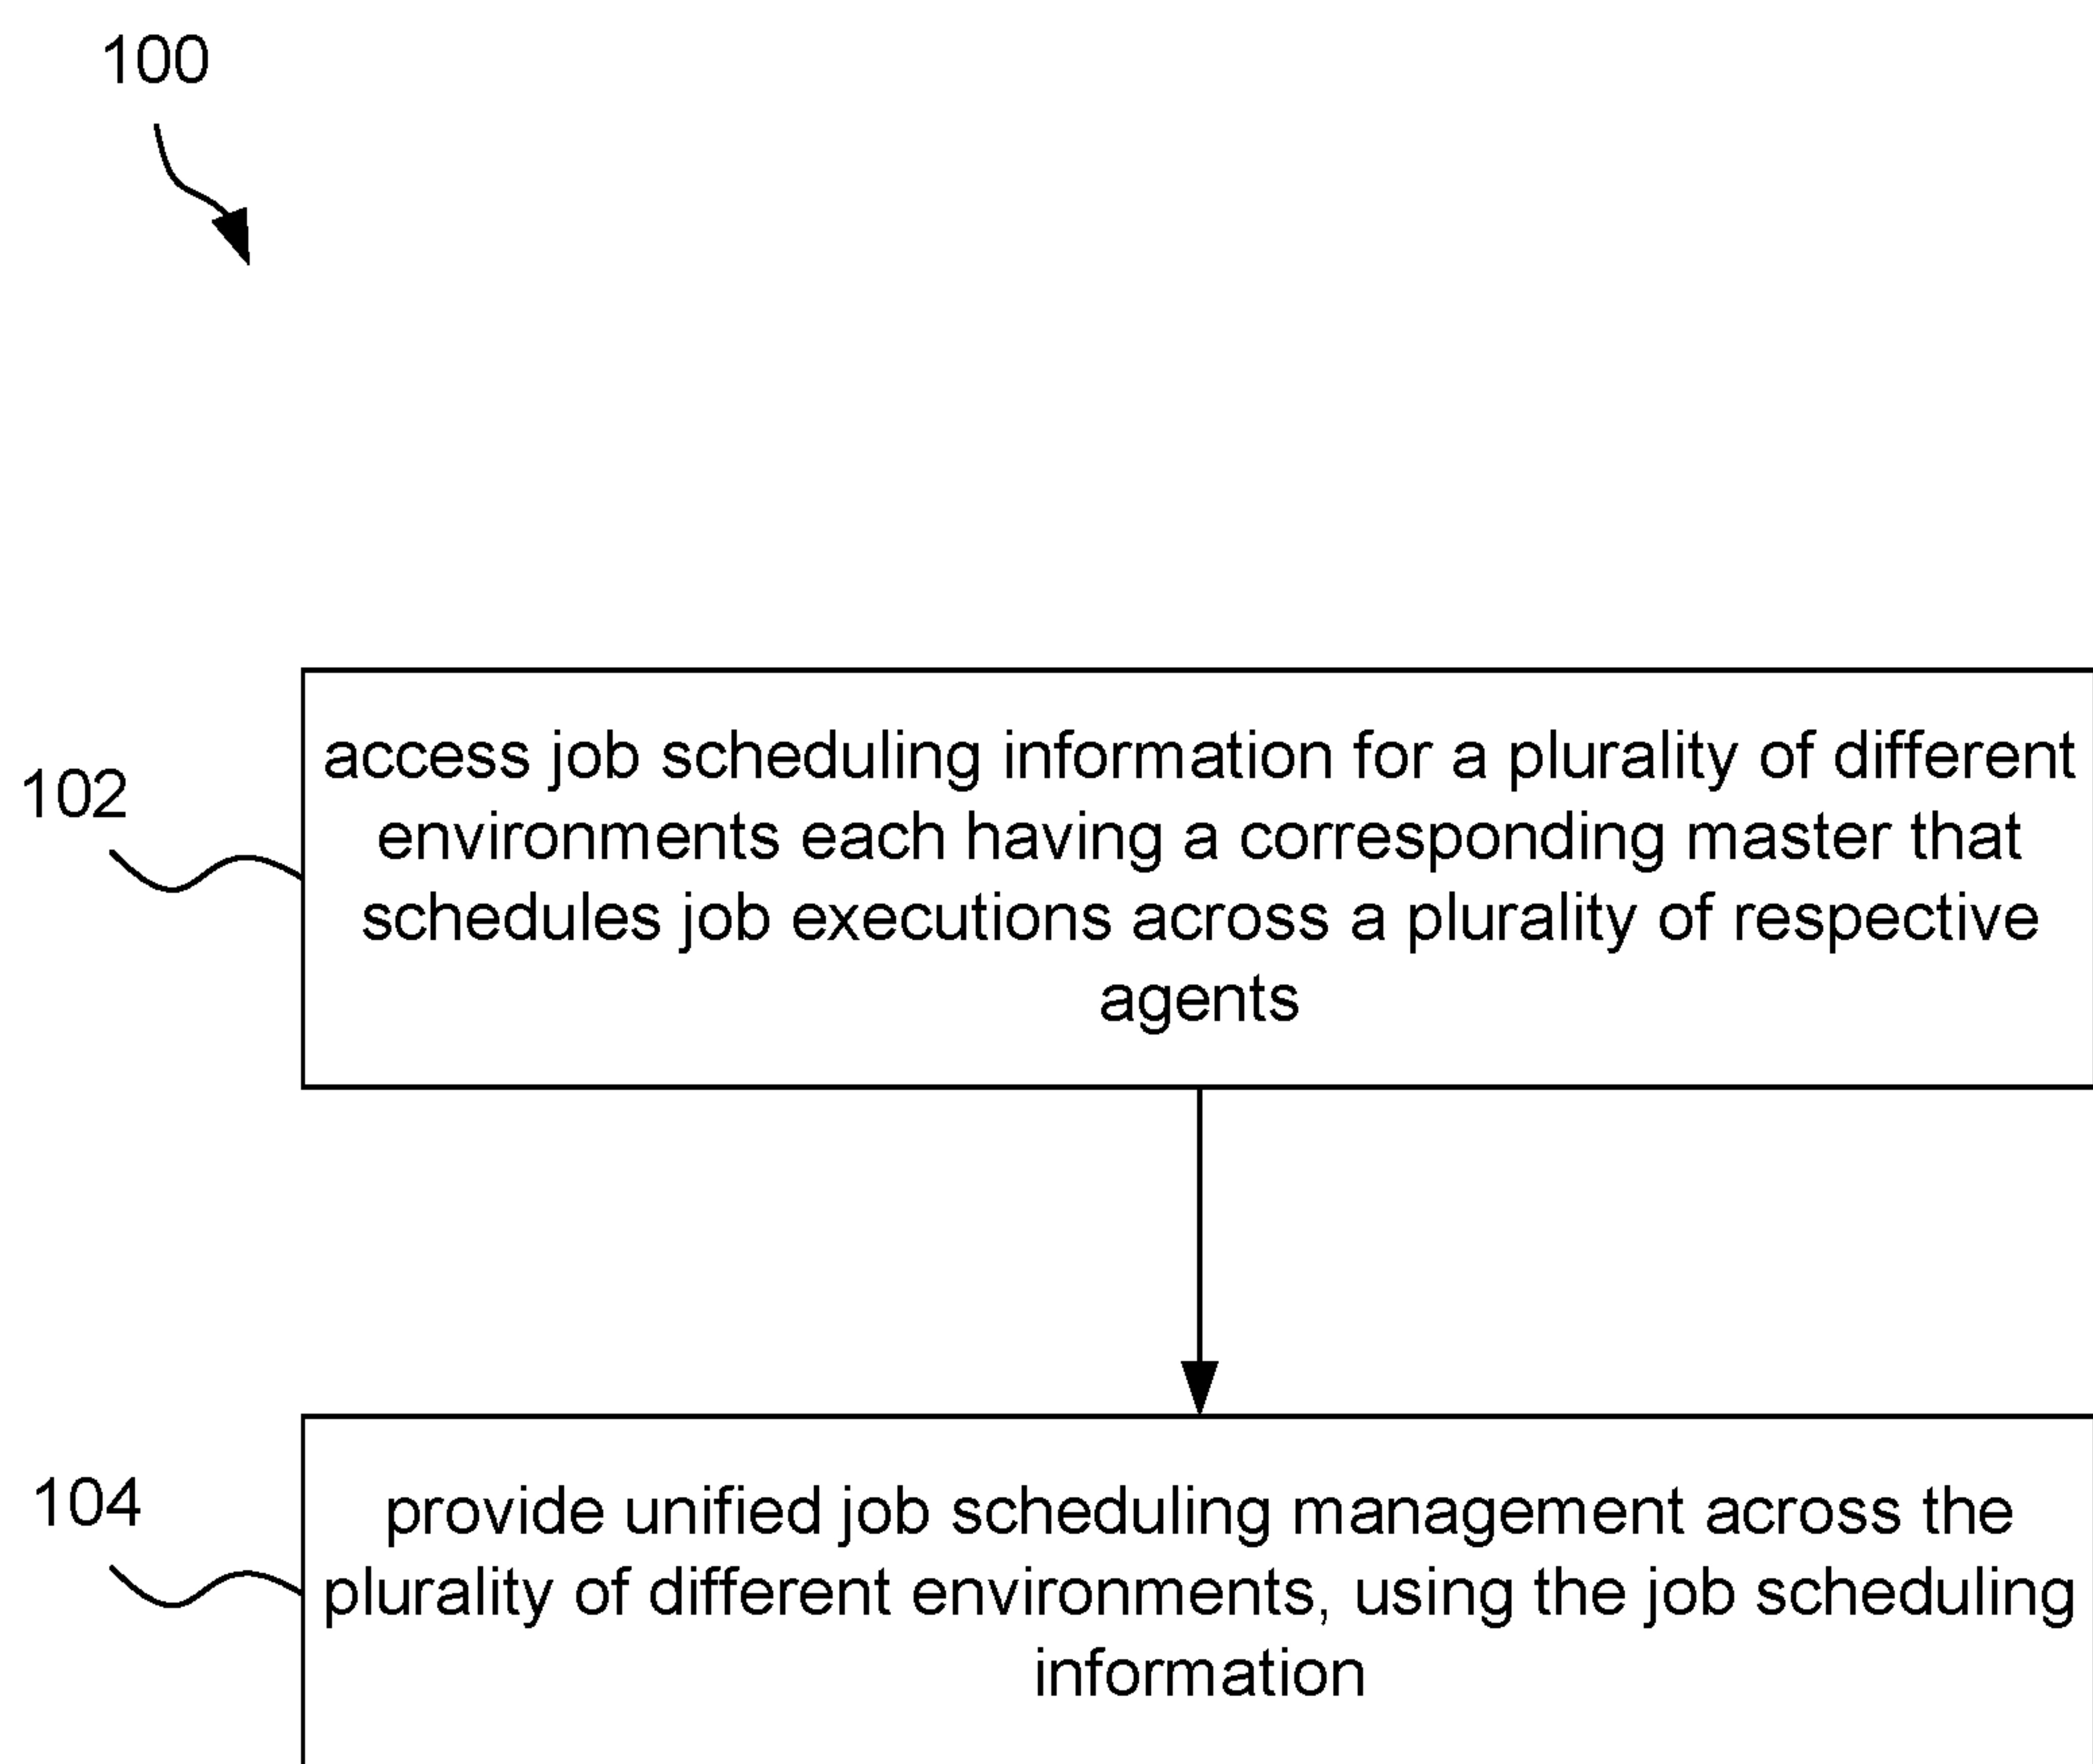 100
102
access job scheduling information for a plurality of different
environments each having a corresponding master that
schedules job executions across a plurality of respective
agents
104
provide unified job scheduling management across the
plurality of different environments, using the job scheduling
information